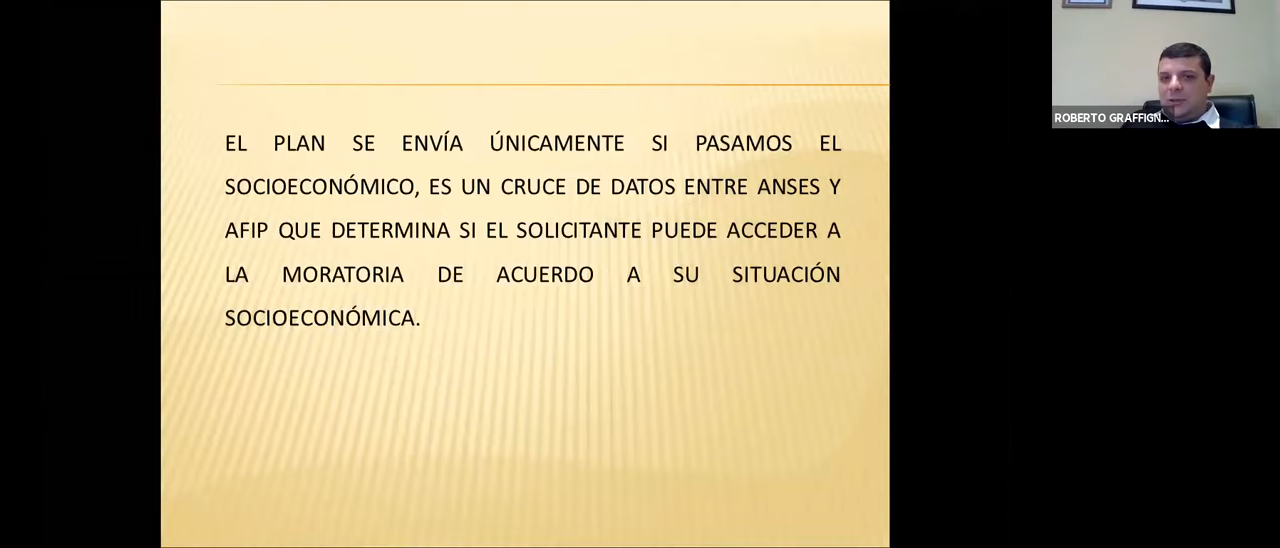 EL PLAN SE ENVÍA ÚNICAMENTE SI PASAMOS EL
SOCIOECONÓMICO, ES UN CRUCE DE DATOS ENTRE ANSES Y
AFIP QUE DETERMINA SI EL SOLICITANTE PUEDE ACCEDER A
LA MORATORIA DE ACUERDO A SU SITUACIÓN
SOCIOECONÓMICA.
ROBERTO GRAFFIGN...